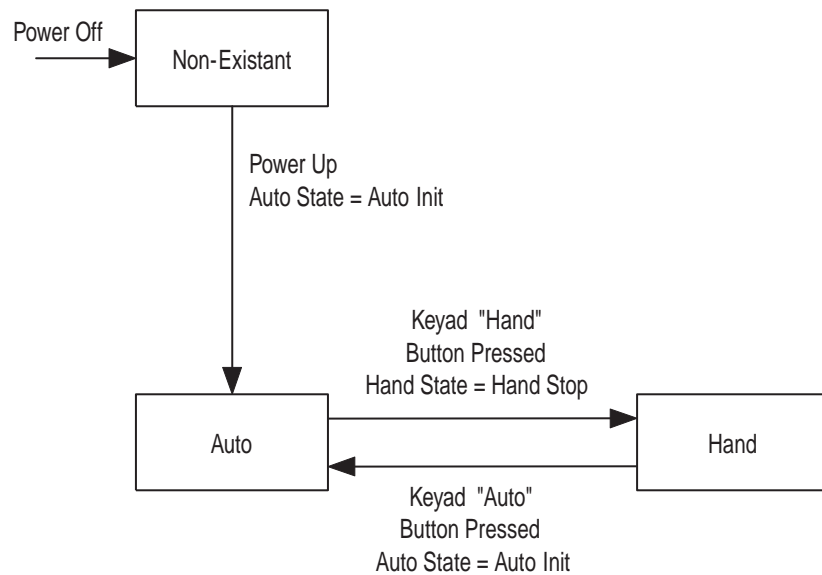 Power Off
Non-Existant
Power Up
Auto State = Auto Init
Keyad "Hand"
Button Pressed
Hand State = Hand Stop
Auto
Hand
Keyad "Auto"
Button Pressed
Auto State = Auto Init